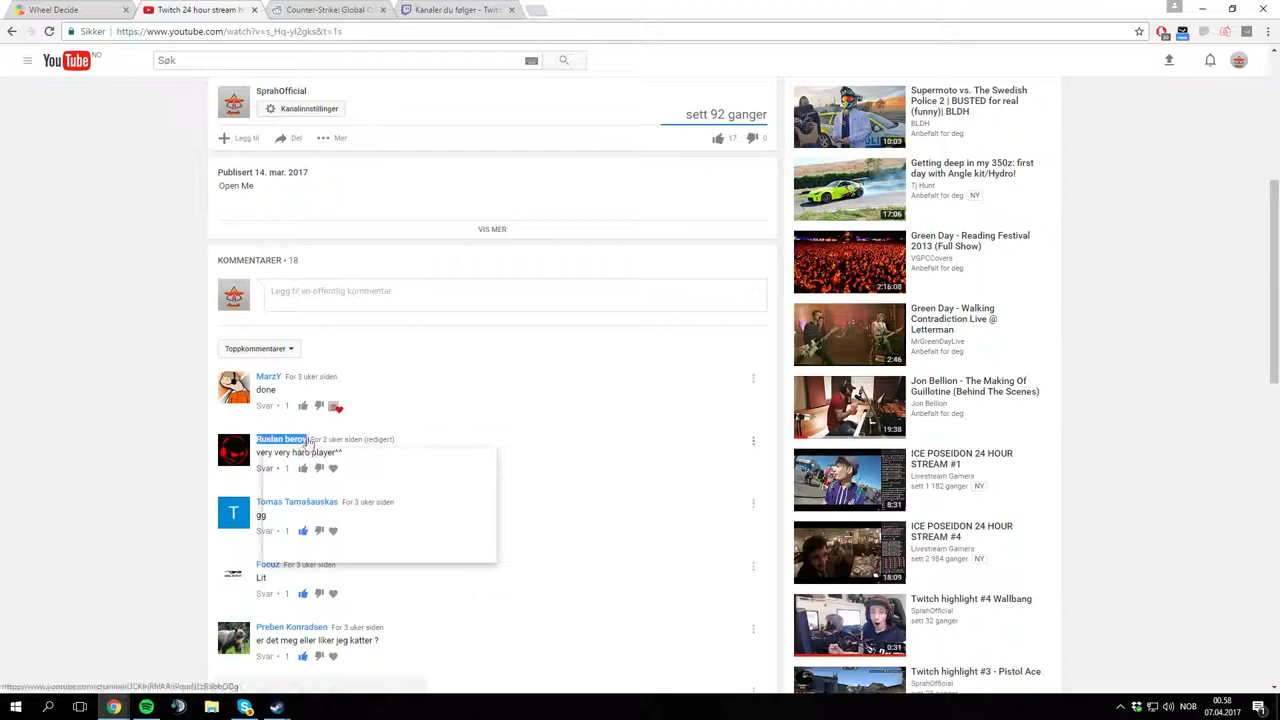 Wheel Decide
Twitch 24 hour stream h
Counter-Strike: Global O
Kanaler du følger - Twitc
Sikker
https://www.youtube.com/watch?v=s_Hq-yI2gks&t=1s
YouTube NO
Søk
SprahOfficial
Kanalinnstillinger
sett 92 ganger
Legg til
Del
Mer
17
0
Publisert 14. mar. 2017
Open Me
VIS MER
KOMMENTARER • 18
Legg til en offentlig kommentar
Toppkommentarer
MarzY For 3 uker siden
done
Svar • 1
Ruslan beroy For 2 uker siden (redigert)
very very hard player^^
Svar • 1
T
Tomas Tamašauskas For 3 uker siden
gg
Svar • 1
Focuz For 3 uker siden
Lit
Svar • 1
Preben Konradsen For 3 uker siden
er det meg eller liker jeg katter ?
Svar • 1
Supermoto vs. The Swedish
Police 2 | BUSTED for real
(funny)| BLDH
BLDH
Anbefalt for deg
10:03
Getting deep in my 350z: first
day with Angle kit/Hydro!
Tj Hunt
Anbefalt for deg NY
17:06
Green Day - Reading Festival
2013 (Full Show)
VGPCCovers
Anbefalt for deg
2:16:08
Green Day - Walking
Contradiction Live @
Letterman
MrGreenDayLive
Anbefalt for deg
2:46
Jon Bellion - The Making Of
Guillotine (Behind The Scenes)
Jon Bellion
Anbefalt for deg
19:38
ICE POSEIDON 24 HOUR
STREAM #1
Livestream Gamers
sett 1 182 ganger NY
8:31
ICE POSEIDON 24 HOUR
STREAM #4
Livestream Gamers
sett 2 984 ganger NY
18:09
Twitch highlight #4 Wallbang
SprahOfficial
sett 32 ganger
0:31
Twitch highlight #3 - Pistol Ace
SprahOfficial
NOB
00.58
07.04.2017